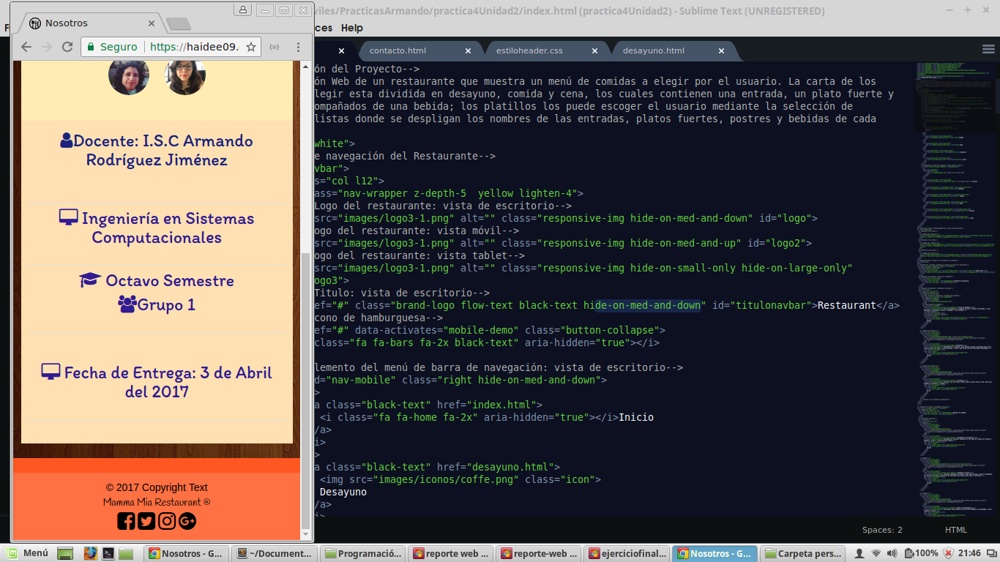 viles/PracticasArmando/practica4Unidad2/index.html (practica4Unidad2) - Sublime Text (UNREGISTERED)
ces Help
Nosotros
Seguro https://haidee09.
contacto.html
estiloheader.css
desayuno.html
Docente: I.S.C Armando
Rodríguez Jiménez
Ingeniería en Sistemas
Computacionales
Octavo Semestre
Grupo 1
Fecha de Entrega: 3 de Abril
del 2017
© 2017 Copyright Text
Mamma Mia Restaurant ®
ón del Proyecto-->
ón Web de un restaurante que muestra un menú de comidas a elegir por el usuario. La carta de los
legir esta dividida en desayuno, comida y cena, los cuales contienen una entrada, un plato fuerte y
ompañados de una bebida; los platillos los puede escoger el usuario mediante la selección de
listas donde se despligan los nombres de las entradas, platos fuertes, postres y bebidas de cada
white">
e navegación del Restaurante-->
vbar">
s="col l12">
ass="nav-wrapper z-depth-5  yellow lighten-4">
Logo del restaurante: vista de escritorio-->
src="images/logo3-1.png" alt="" class="responsive-img hide-on-med-and-down" id="logo">
ogo del restaurante: vista móvil-->
src="images/logo3-1.png" alt="" class="responsive-img hide-on-med-and-up" id="logo2">
ogo del restaurante: vista tablet-->
src="images/logo3-1.png" alt="" class="responsive-img hide-on-small-only hide-on-large-only"
ogo3">
Titulo: vista de escritorio-->
ef="#" class="brand-logo flow-text black-text hide-on-med-and-down" id="titulonavbar">Restaurant</a>
cono de hamburguesa-->
ef="#" data-activates="mobile-demo" class="button-collapse">
class="fa fa-bars fa-2x black-text" aria-hidden="true"></i>
lemento del menú de barra de navegación: vista de escritorio-->
d="nav-mobile" class="right hide-on-med-and-down">
>
a class="black-text" href="index.html">
<i class="fa fa-home fa-2x" aria-hidden="true"></i>Inicio
/a>
i>
>
a class="black-text" href="desayuno.html">
<img src="images/iconos/coffe.png" class="icon">
Desayuno
/a>
i>
Spaces: 2
HTML
Menú
Nosotros - G...
~/Document...
Programació...
reporte web ...
reporte-web ...
ejerciciofinal...
Nosotros - G...
Carpeta pers...
100%
21:46